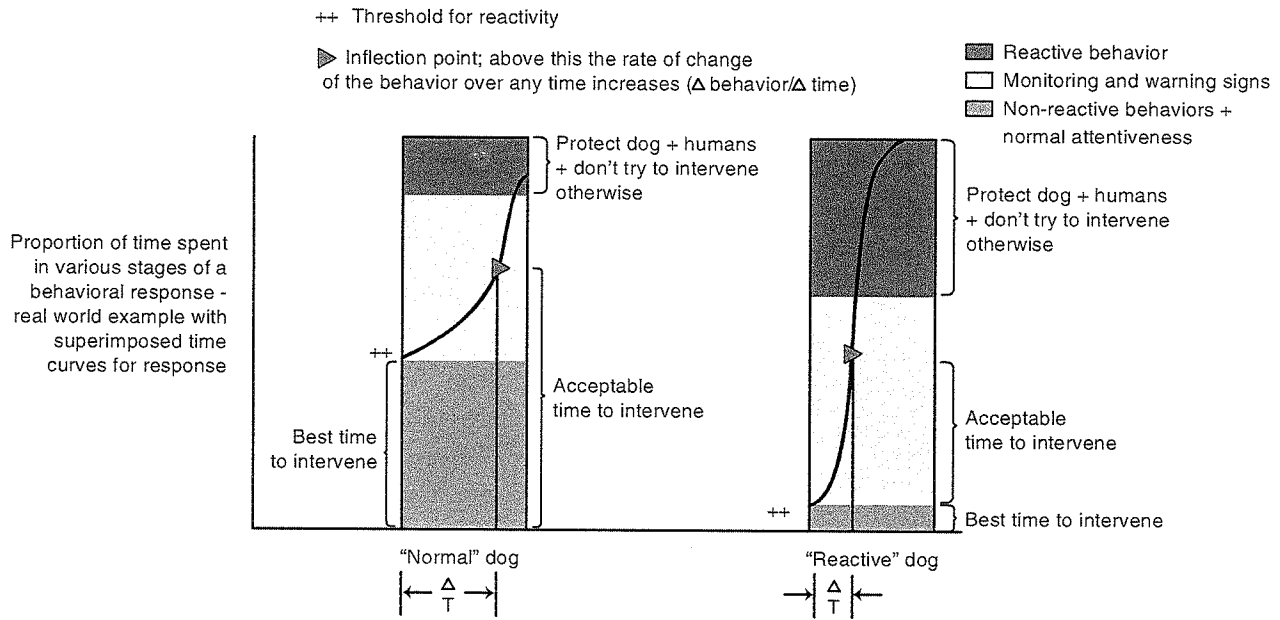 ++ Threshold for reactivity
Inflection point; above this the rate of change
of the behavior over any time increases (Δ behavior/Δ time)
Reactive behavior
Monitoring and warning signs
Non-reactive behaviors +
normal attentiveness
Proportion of time spent
in various stages of a
behavioral response -
real world example with
superimposed time
curves for response
++
Best time
to intervene
Protect dog + humans
+ don't try to intervene
otherwise
Acceptable
time to intervene
"Normal" dog
Δ
T
++
Protect dog + humans
+ don't try to intervene
otherwise
Acceptable
time to intervene
Best time to intervene
"Reactive" dog
Δ
T